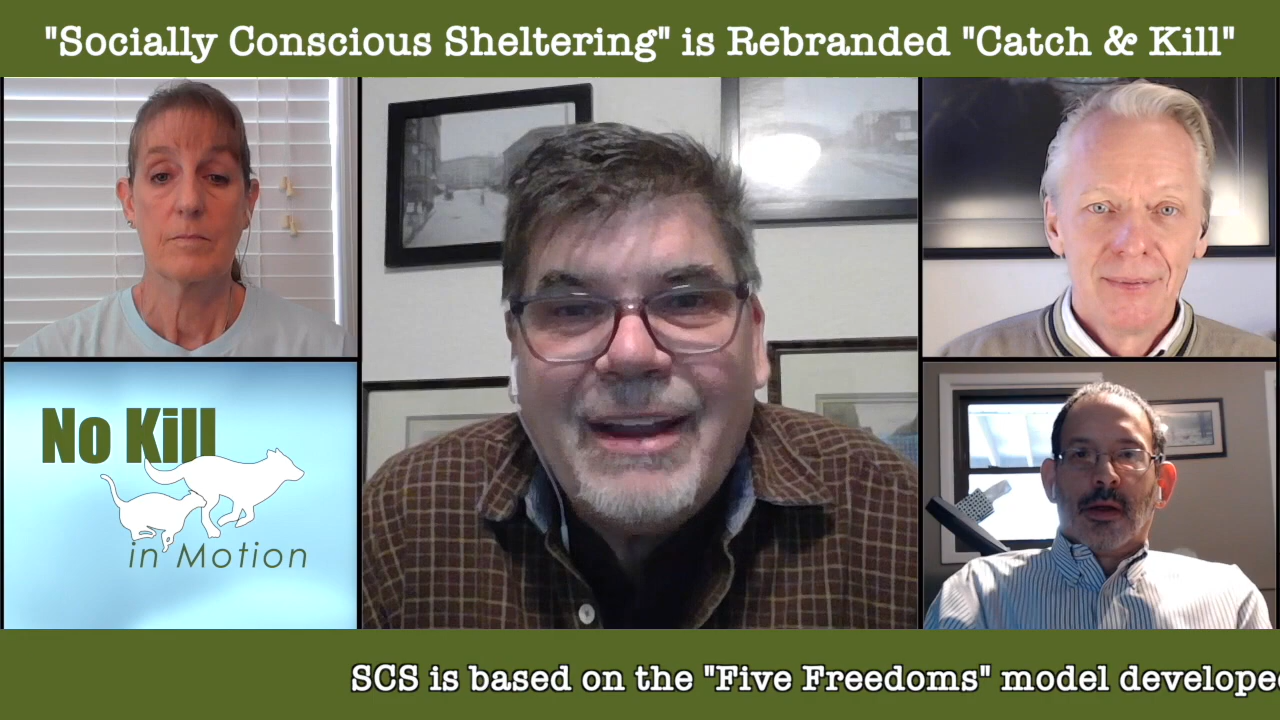 "Socially Conscious Sheltering" is Rebranded "Catch & Kill"
No Kill
in Motion
SCS is based on the "Five Freedoms" model develope